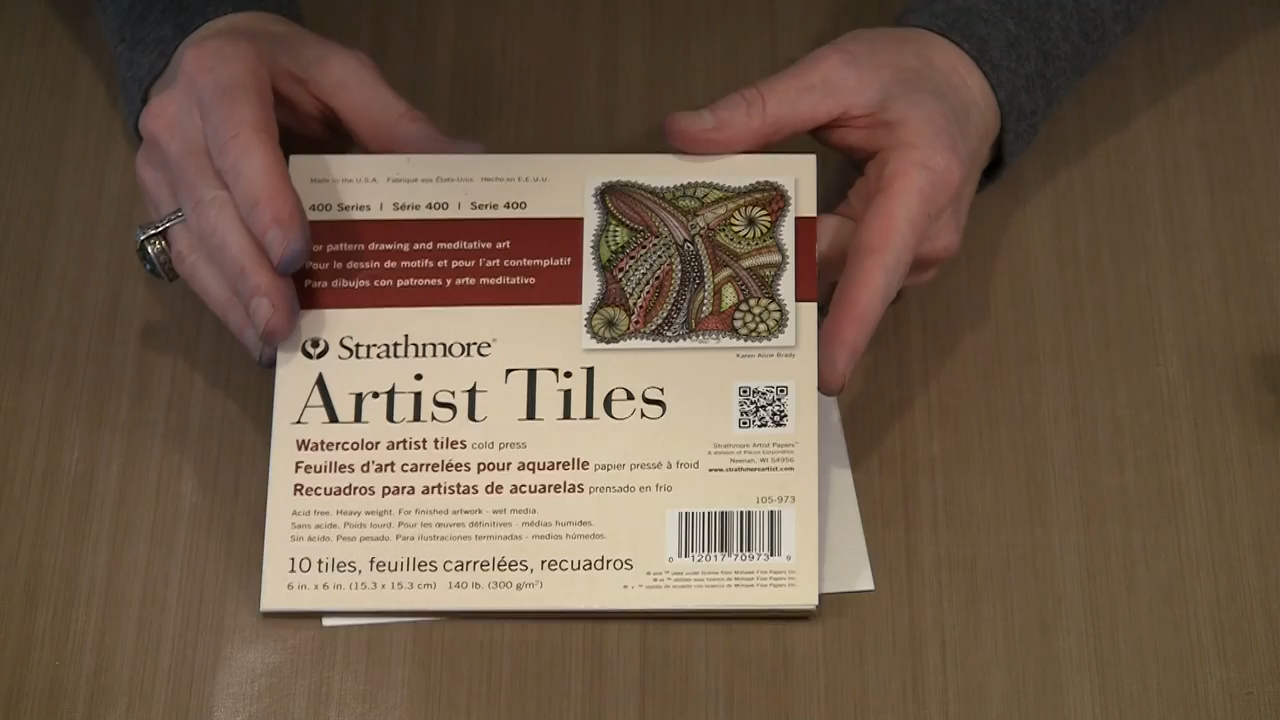 Made in the U.S.A. Fabriqué aux États-Unis Hecho en E.E.U.U.
400 Series | Série 400 | Serie 400
or pattern drawing and meditative art
Pour le dessin de motifs et pour l'art contemplatif
Para dibujos con patrones y arte meditativo
Karen Anne Brady
Strathmore®
Artist Tiles
Watercolor artist tiles cold press
Feuilles d'art carrelées pour aquarelle papier pressé à froid
Recuadros para artistas de acuarelas prensado en frío
Strathmore Artist Papers™
A division of Pacon Corporation
Neenah, WI 54956
www.strathmoreartist.com
Acid free. Heavy weight. For finished artwork - wet media.
Sans acide. Poids lourd. Pour les œuvres définitives - médias humides.
Sin ácido. Peso pesado. Para ilustraciones terminadas - medios húmedos.
105-973
0 12017 70973 9
10 tiles, feuilles carrelées, recuadros
6 in. x 6 in. (15.3 x 15.3 cm) 140 lb. (300 g/m²)